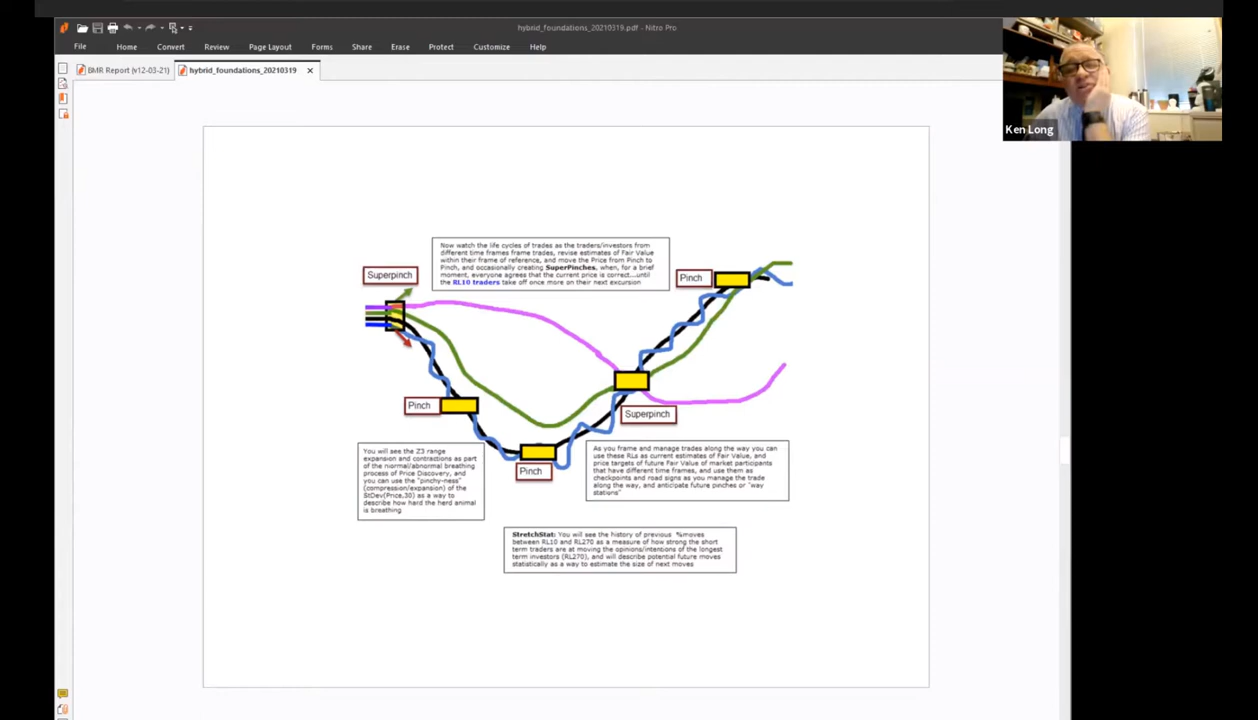 hybrid_foundations_20210319.pdf - Nitro Pro
File Home Convert Review Page Layout Forms Share Erase Protect Customize Help
BMR Report (v12-03-21) hybrid_foundations_20210319
Ken Long
Now watch the life cycles of trades as the traders/investors from
different time frames frame trades, revise estimates of Fair Value
within their frame of reference, and move the Price from Pinch to
Pinch, and occasionally creating SuperPinches, when, for a brief
moment, everyone agrees that the current price is correct...until
the RL10 traders take off once more on their next excursion
Superpinch
Pinch
Pinch
Superpinch
Pinch
You will see the Z3 range
expansion and contractions as part
of the normal/abnormal breathing
process of Price Discovery, and
you can use the "pinchy-ness"
(compression/expansion) of the
StDev(Price,30) as a way to
describe how hard the herd animal
is breathing
As you frame and manage trades along the way you can
use these RLs as current estimates of Fair Value, and
price targets of future Fair Value of market participants
that have different time frames, and use them as
checkpoints and road signs as you manage the trade
along the way, and anticipate future pinches or "way
stations"
StretchStat: You will see the history of previous %moves
between RL10 and RL270 as a measure of how strong the short
term traders are at moving the opinions/intentions of the longest
term investors (RL270), and will describe potential future moves
statistically as a way to estimate the size of next moves